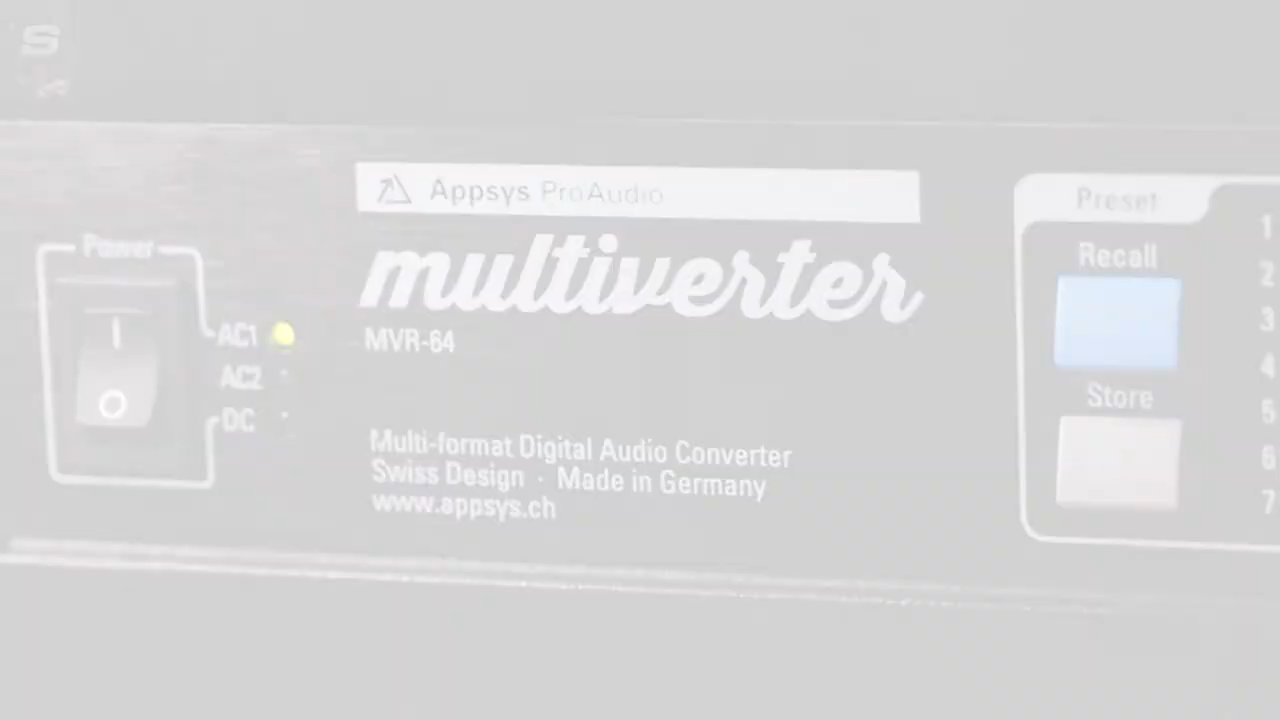 S
Appsys ProAudio
multiverter
MVR-64
Power
AC1
AC2
DC
Multi-format Digital Audio Converter
Swiss Design · Made in Germany
www.appsys.ch
Preset
Recall
Store
1
2
3
4
5
6
7